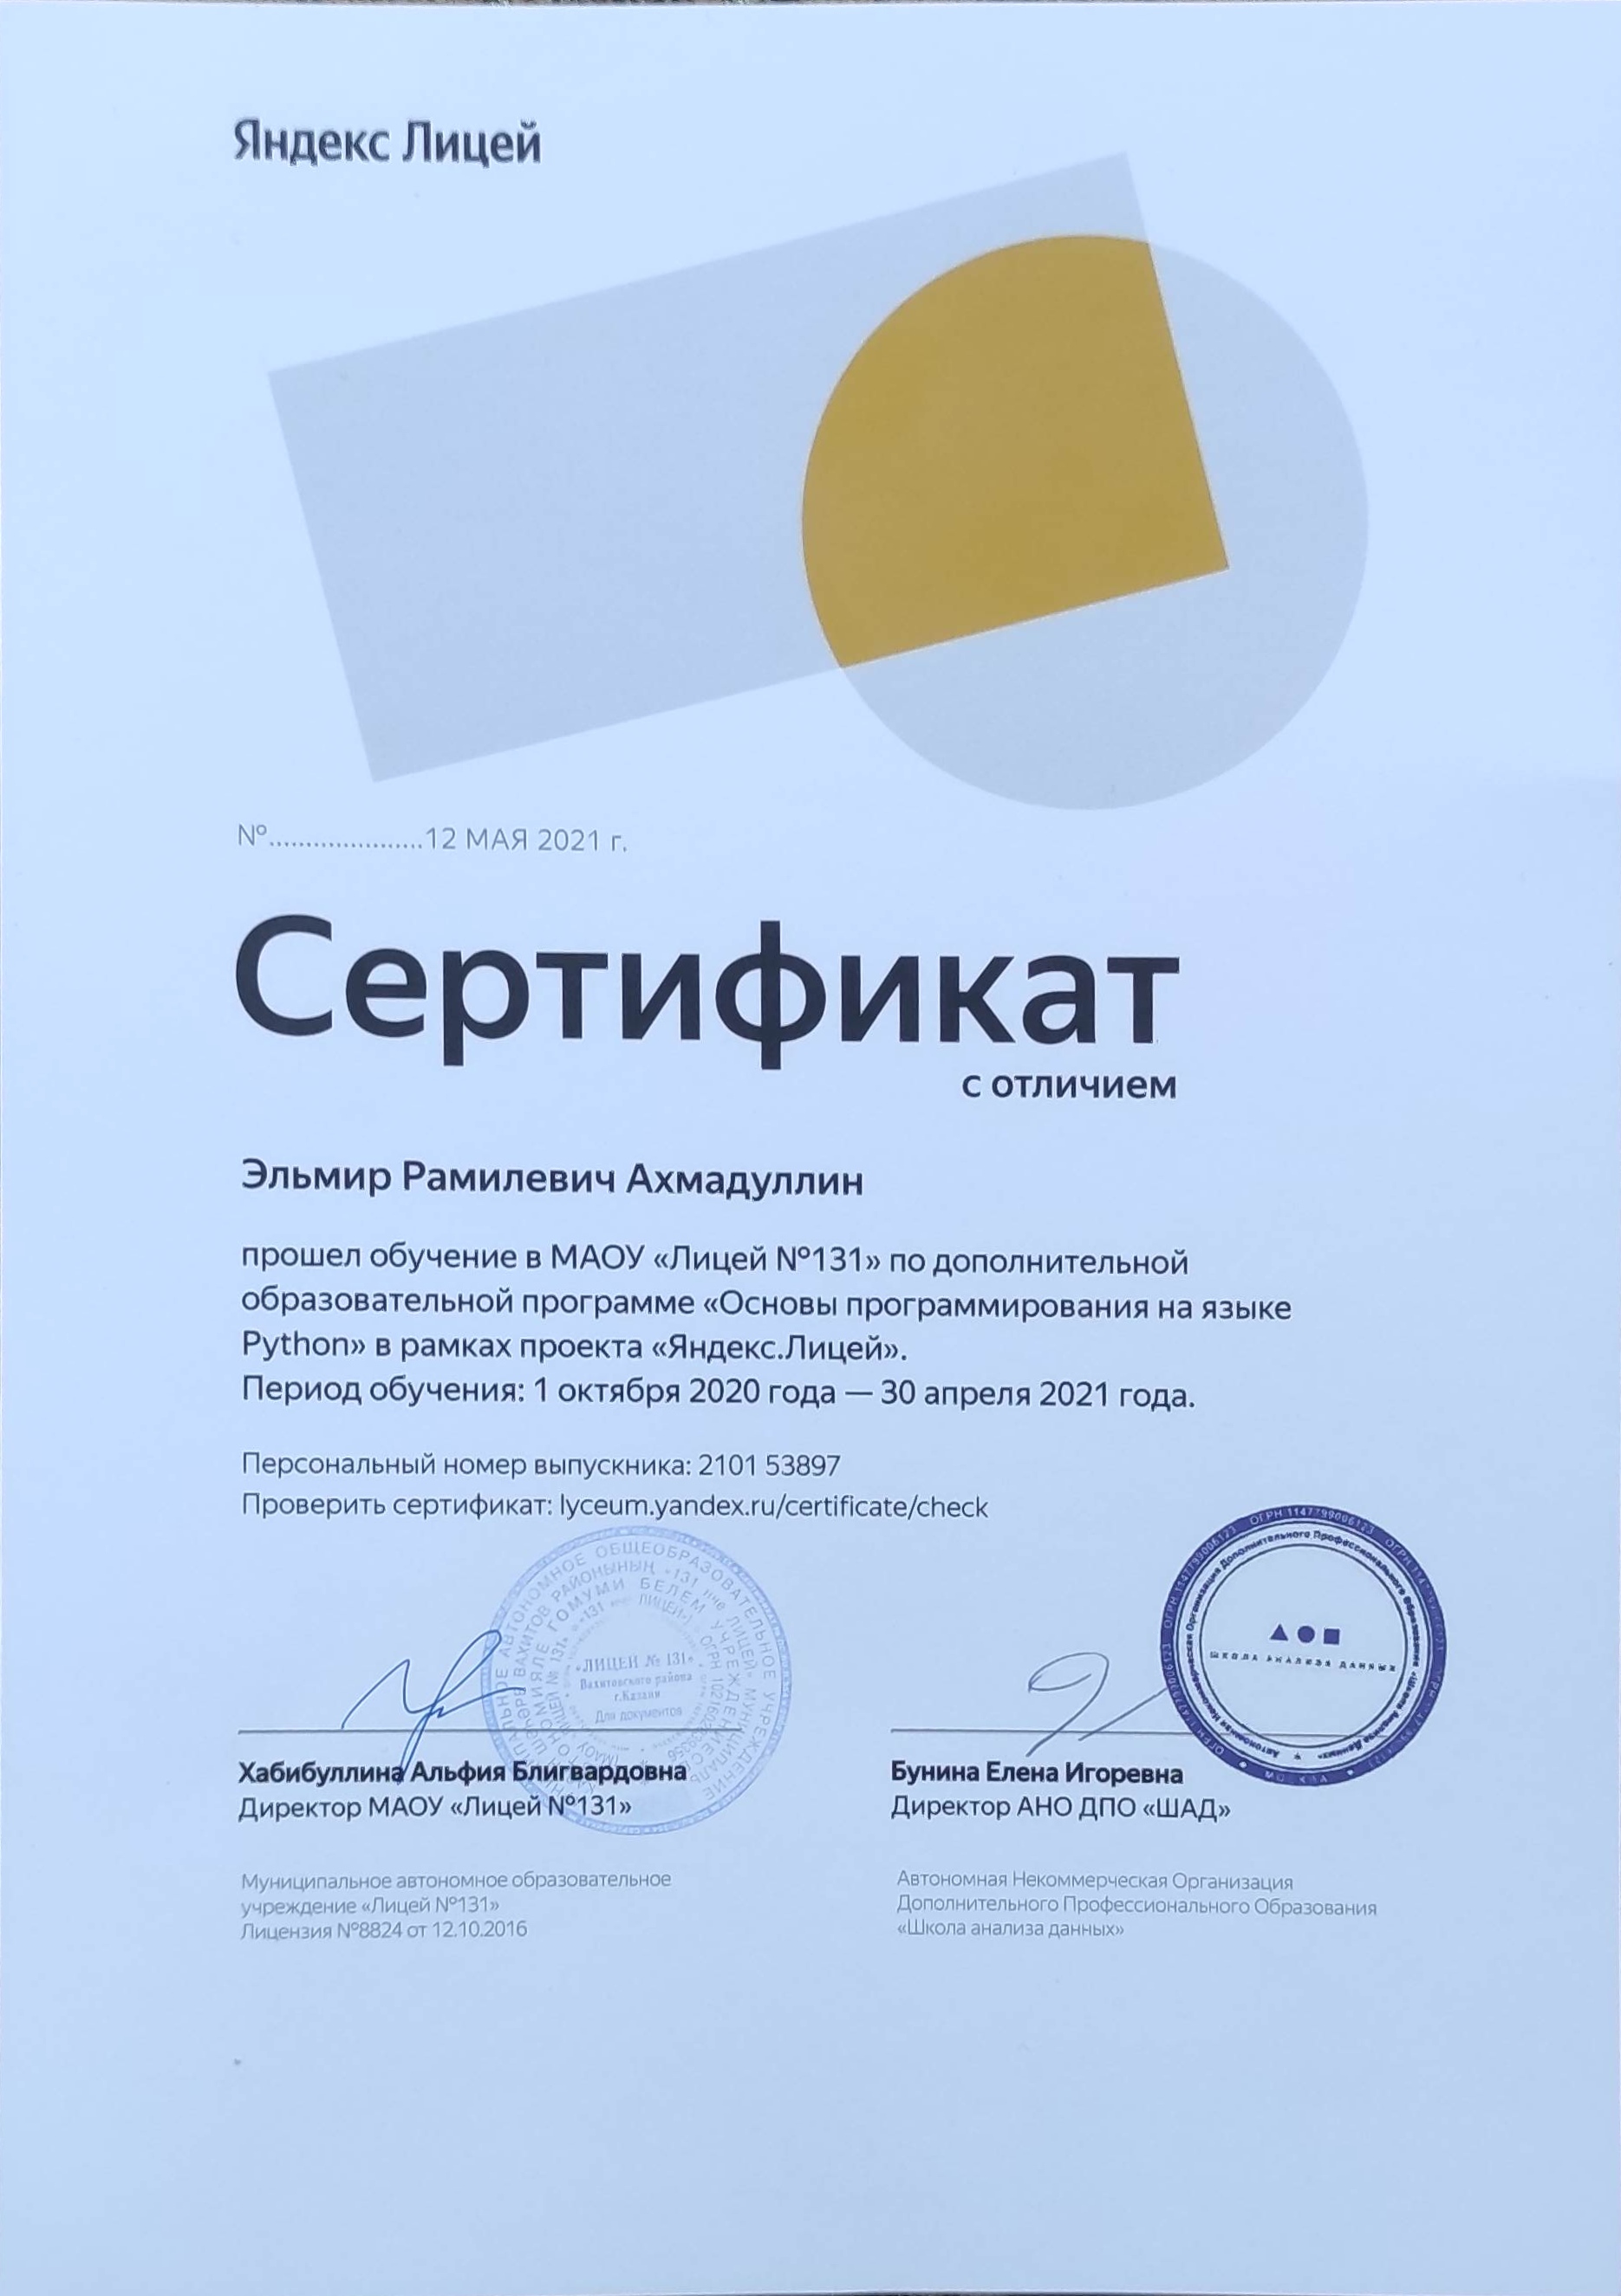 Яндекс Лицей
№.....................12 МАЯ 2021 г.
Сертификат
с отличием
Эльмир Рамилевич Ахмадуллин
прошел обучение в МАОУ «Лицей №131» по дополнительной
образовательной программе «Основы программирования на языке
Python» в рамках проекта «Яндекс.Лицей».
Период обучения: 1 октября 2020 года — 30 апреля 2021 года.
Персональный номер выпускника: 2101 53897
Проверить сертификат: lyceum.yandex.ru/certificate/check
«ЛИЦЕЙ № 131»
Вахитовского района
г.Казани
Для документов
ШКОЛА АНАЛИЗА ДАННЫХ
Хабибуллина Альфия Блигвардовна
Директор МАОУ «Лицей №131»
Бунина Елена Игоревна
Директор АНО ДПО «ШАД»
Муниципальное автономное образовательное
учреждение «Лицей №131»
Лицензия №8824 от 12.10.2016
Автономная Некоммерческая Организация
Дополнительного Профессионального Образования
«Школа анализа данных»